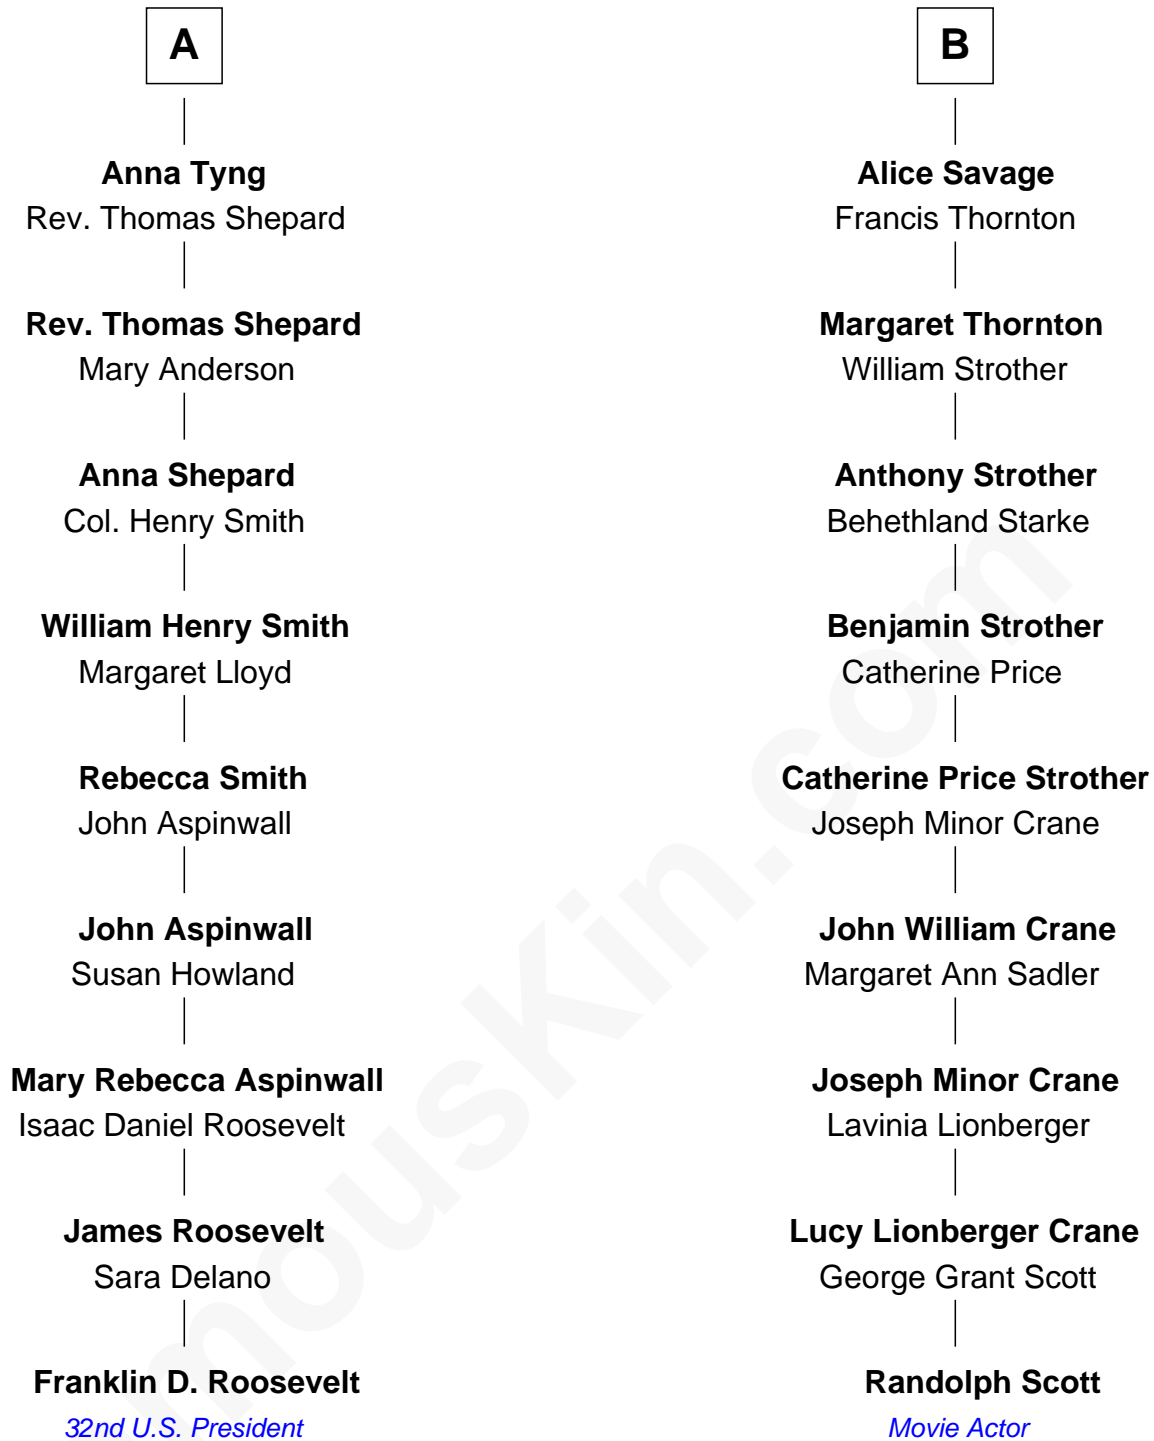 A
Anna Tyng
Rev. Thomas Shepard
Rev. Thomas Shepard
Mary Anderson
Anna Shepard
Col. Henry Smith
William Henry Smith
Margaret Lloyd
Rebecca Smith
John Aspinwall
John Aspinwall
Susan Howland
Mary Rebecca Aspinwall
Isaac Daniel Roosevelt
James Roosevelt
Sara Delano
Franklin D. Roosevelt
32nd U.S. President
B
Alice Savage
Francis Thornton
Margaret Thornton
William Strother
Anthony Strother
Behethland Starke
Benjamin Strother
Catherine Price
Catherine Price Strother
Joseph Minor Crane
John William Crane
Margaret Ann Sadler
Joseph Minor Crane
Lavinia Lionberger
Lucy Lionberger Crane
George Grant Scott
Randolph Scott
Movie Actor
mousKin.com